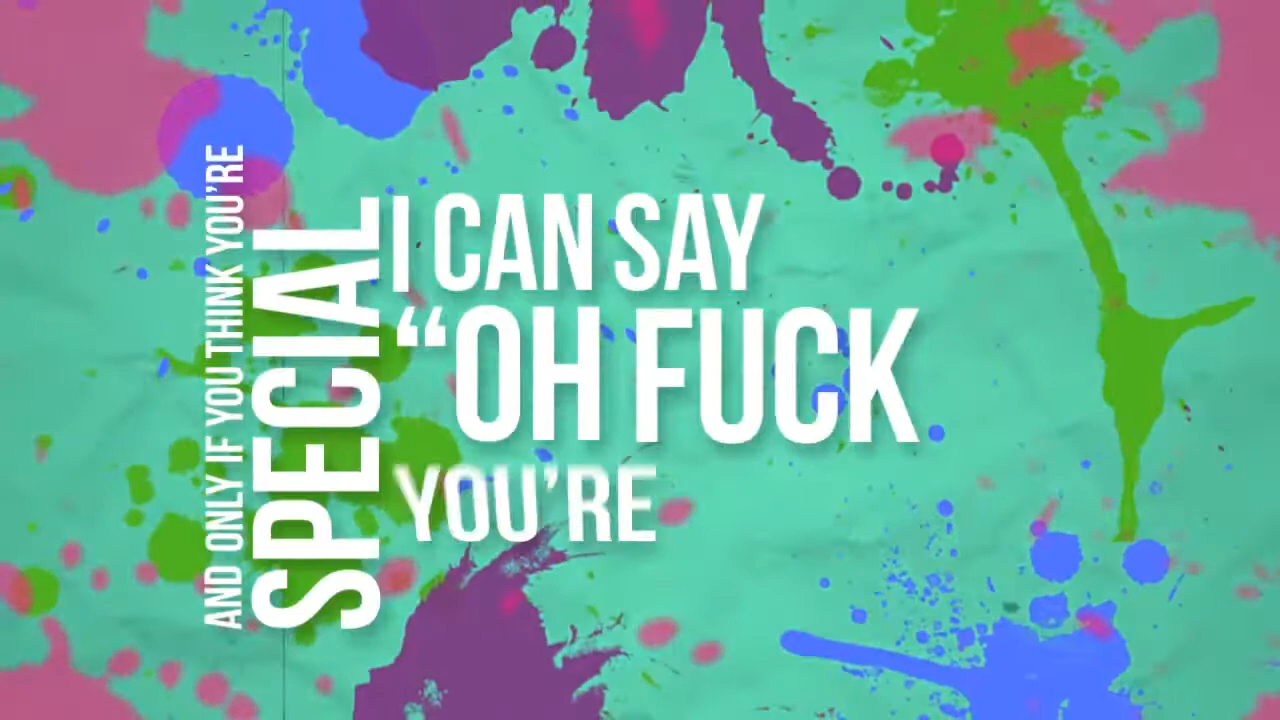 AND ONLY IF YOU THINK YOU'RE
SPECIAL
I CAN SAY
“OH FUCK
YOU'RE